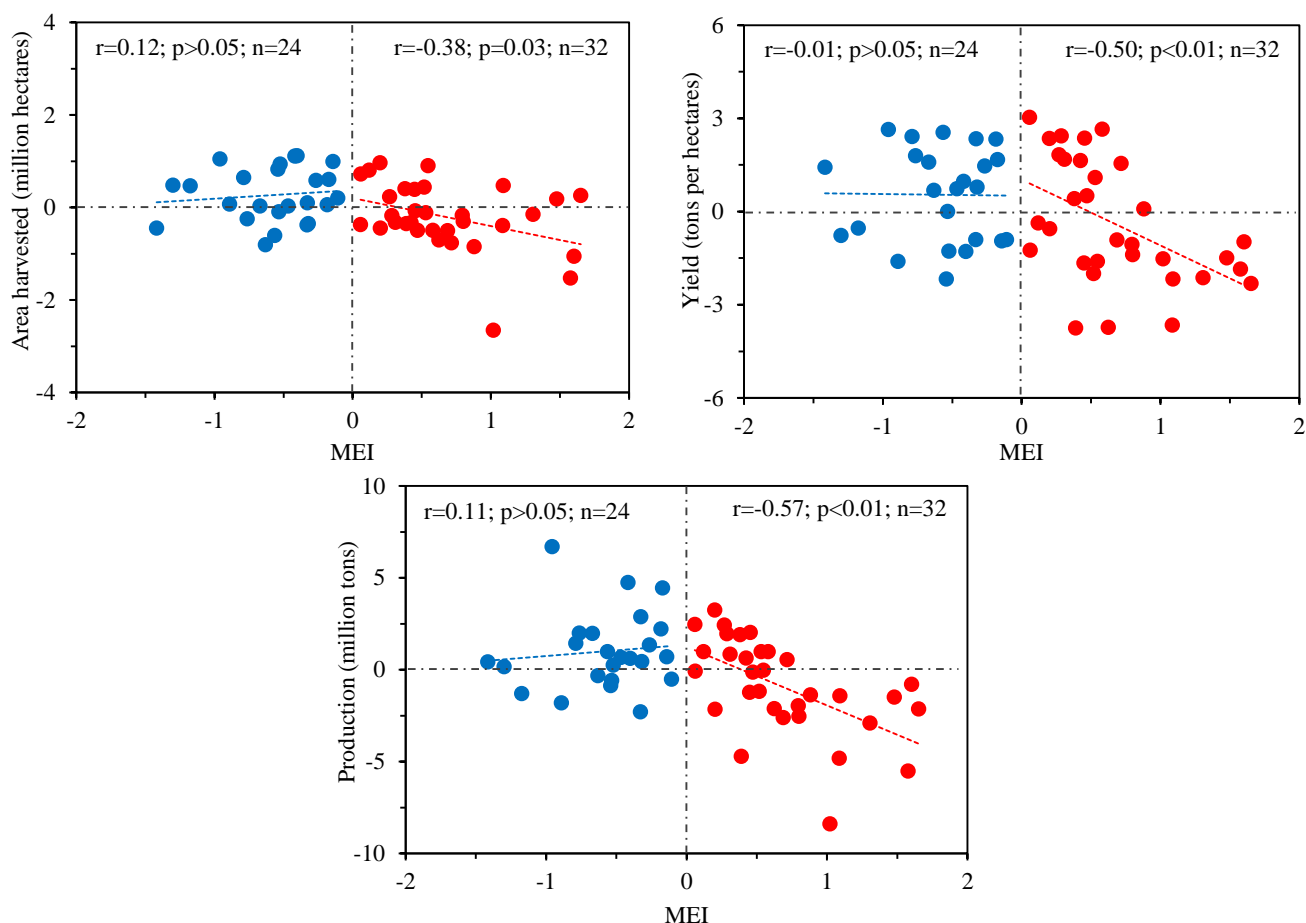 r=0.12; p>0.05; n=24
r=-0.38; p=0.03; n=32
Area harvested (million hectares)
4
2
0
-2
-4
-2
-1
0
1
2
MEI
r=-0.01; p>0.05; n=24
r=-0.50; p<0.01; n=32
Yield (tons per hectares)
6
3
0
-3
-6
-2
-1
0
1
2
MEI
r=0.11; p>0.05; n=24
r=-0.57; p<0.01; n=32
Production (million tons)
10
5
0
-5
-10
-2
-1
0
1
2
MEI